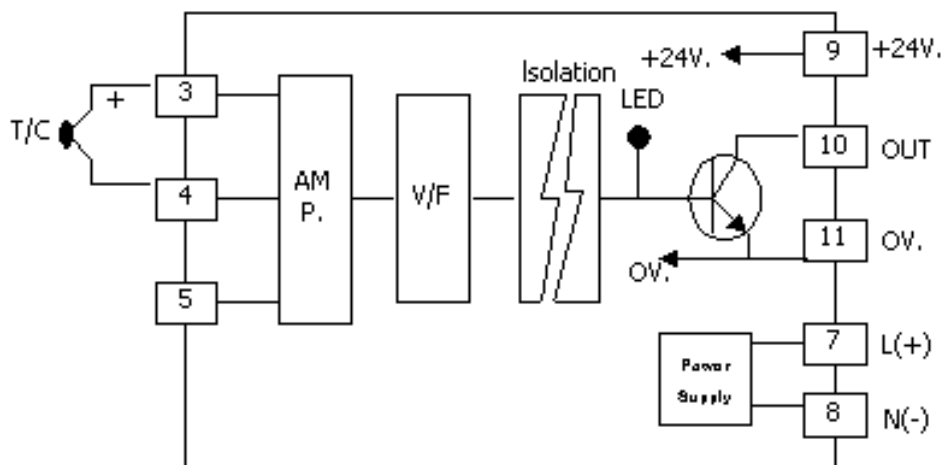 +24V.
9
+24V.
Isolation
LED
T/C
+
3
AM
P.
V/F
10
OUT
4
11
OV.
OV.
5
7
L(+)
Power
Supply
8
N(-)